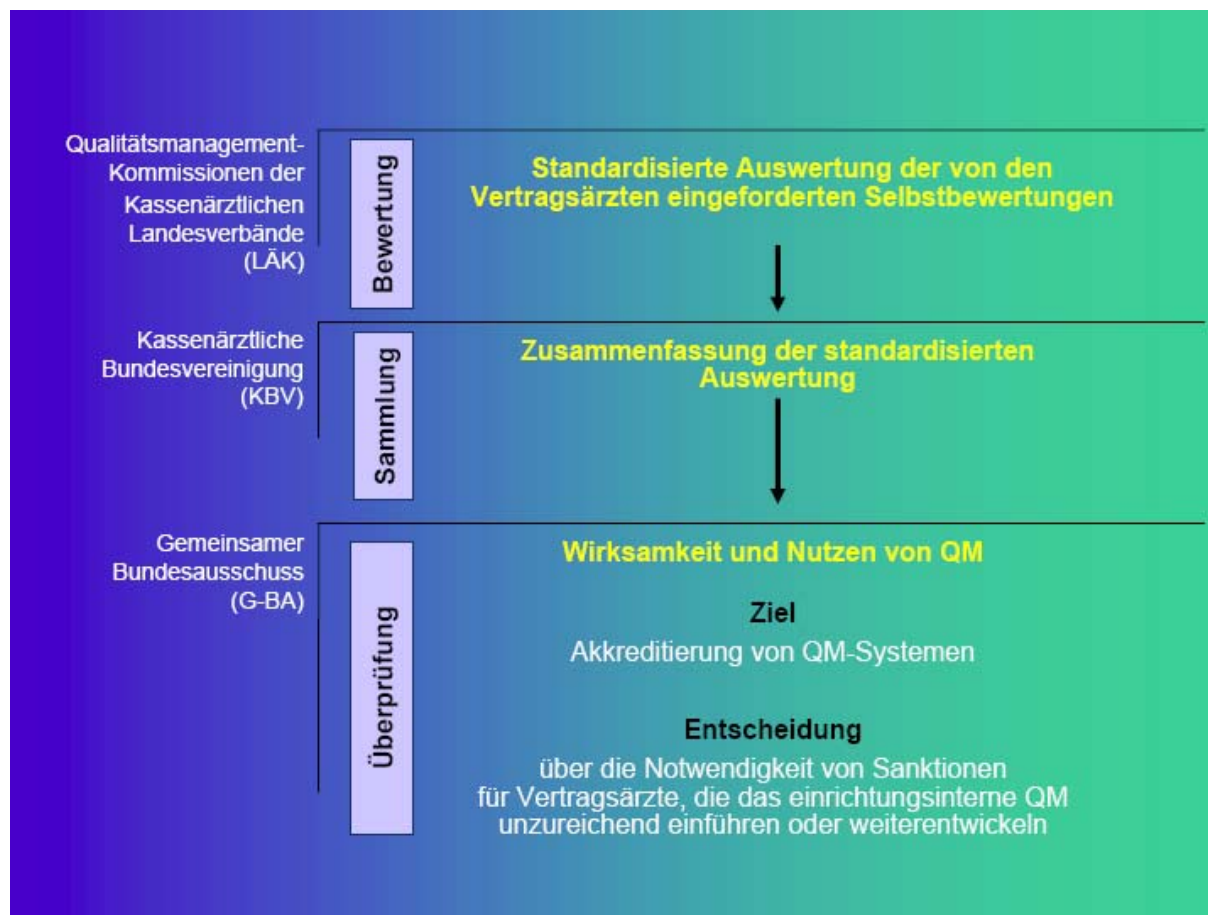 Qualitätsmanagement-
Kommissionen der
Kassenärztlichen
Landesverbände
(LÄK)
Bewertung
Standardisierte Auswertung der von den
Vertragsärzten eingeforderten Selbstbewertungen
Kassenärztliche
Bundesvereinigung
(KBV)
Sammlung
Zusammenfassung der standardisierten
Auswertung
Gemeinsamer
Bundesausschuss
(G-BA)
Überprüfung
Wirksamkeit und Nutzen von QM
Ziel
Akkreditierung von QM-Systemen
Entscheidung
über die Notwendigkeit von Sanktionen
für Vertragsärzte, die das einrichtungsinterne QM
unzureichend einführen oder weiterentwickeln